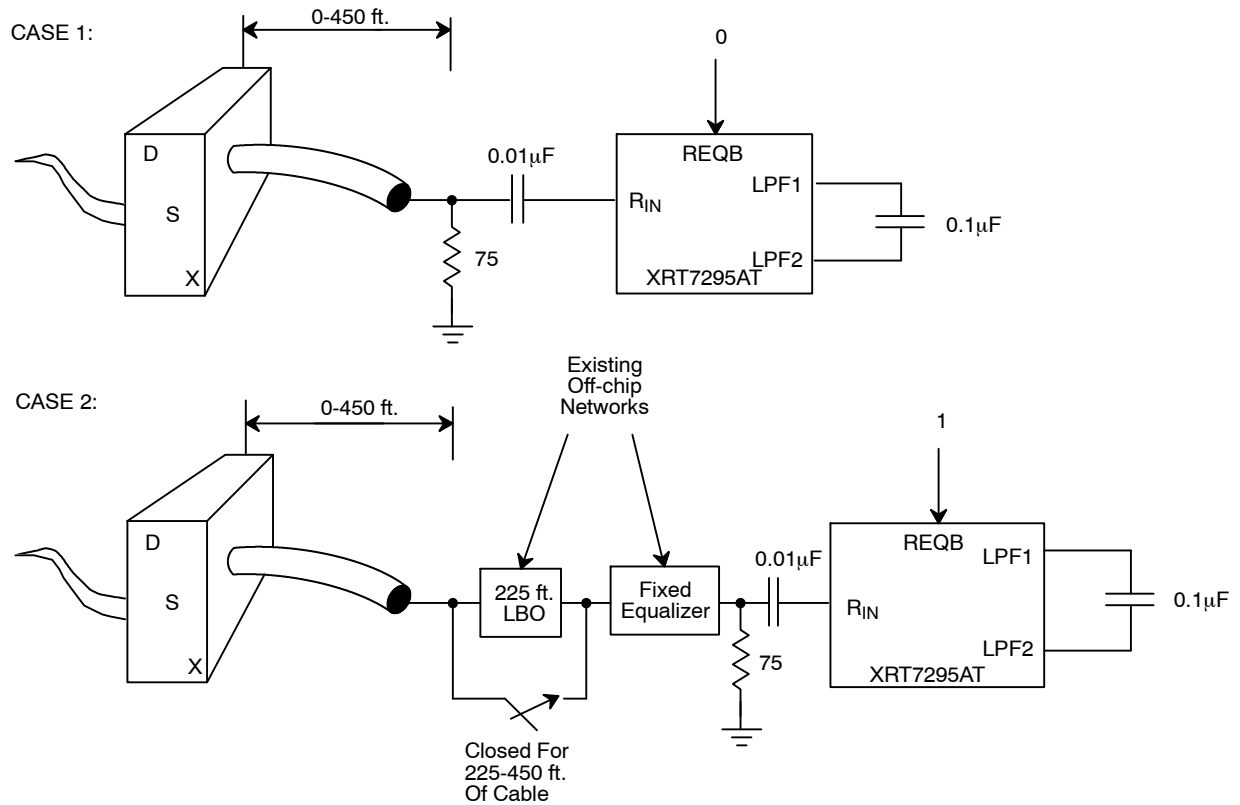 CASE 1:
0-450 ft.
0
D
S
X
0.01µF
75
REQB
R_IN
LPF1
LPF2
XRT7295AT
0.1µF
Existing
Off-chip
Networks
CASE 2:
0-450 ft.
1
D
S
X
225 ft.
LBO
Fixed
Equalizer
0.01µF
75
REQB
R_IN
LPF1
LPF2
XRT7295AT
0.1µF
Closed For
225-450 ft.
Of Cable